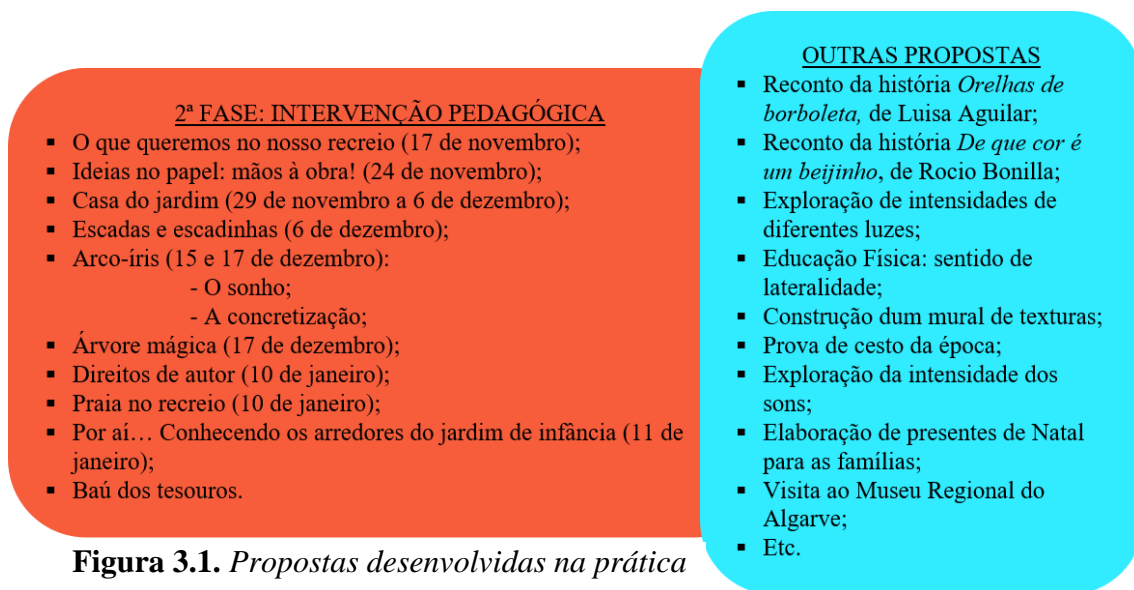 2ª FASE: INTERVENÇÃO PEDAGÓGICA
▪ O que queremos no nosso recreio (17 de novembro);
▪ Ideias no papel: mãos à obra! (24 de novembro);
▪ Casa do jardim (29 de novembro a 6 de dezembro);
▪ Escadas e escadinhas (6 de dezembro);
▪ Arco-íris (15 e 17 de dezembro):
- O sonho;
- A concretização;
▪ Árvore mágica (17 de dezembro);
▪ Direitos de autor (10 de janeiro);
▪ Praia no recreio (10 de janeiro);
▪ Por aí… Conhecendo os arredores do jardim de infância (11 de
janeiro);
▪ Baú dos tesouros.
OUTRAS PROPOSTAS
▪ Reconto da história Orelhas de
borboleta, de Luisa Aguilar;
▪ Reconto da história De que cor é
um beijinho, de Rocio Bonilla;
▪ Exploração de intensidades de
diferentes luzes;
▪ Educação Física: sentido de
lateralidade;
▪ Construção dum mural de texturas;
▪ Prova de cesto da época;
▪ Exploração da intensidade dos
sons;
▪ Elaboração de presentes de Natal
para as famílias;
▪ Visita ao Museu Regional do
Algarve;
▪ Etc.
Figura 3.1. Propostas desenvolvidas na prática